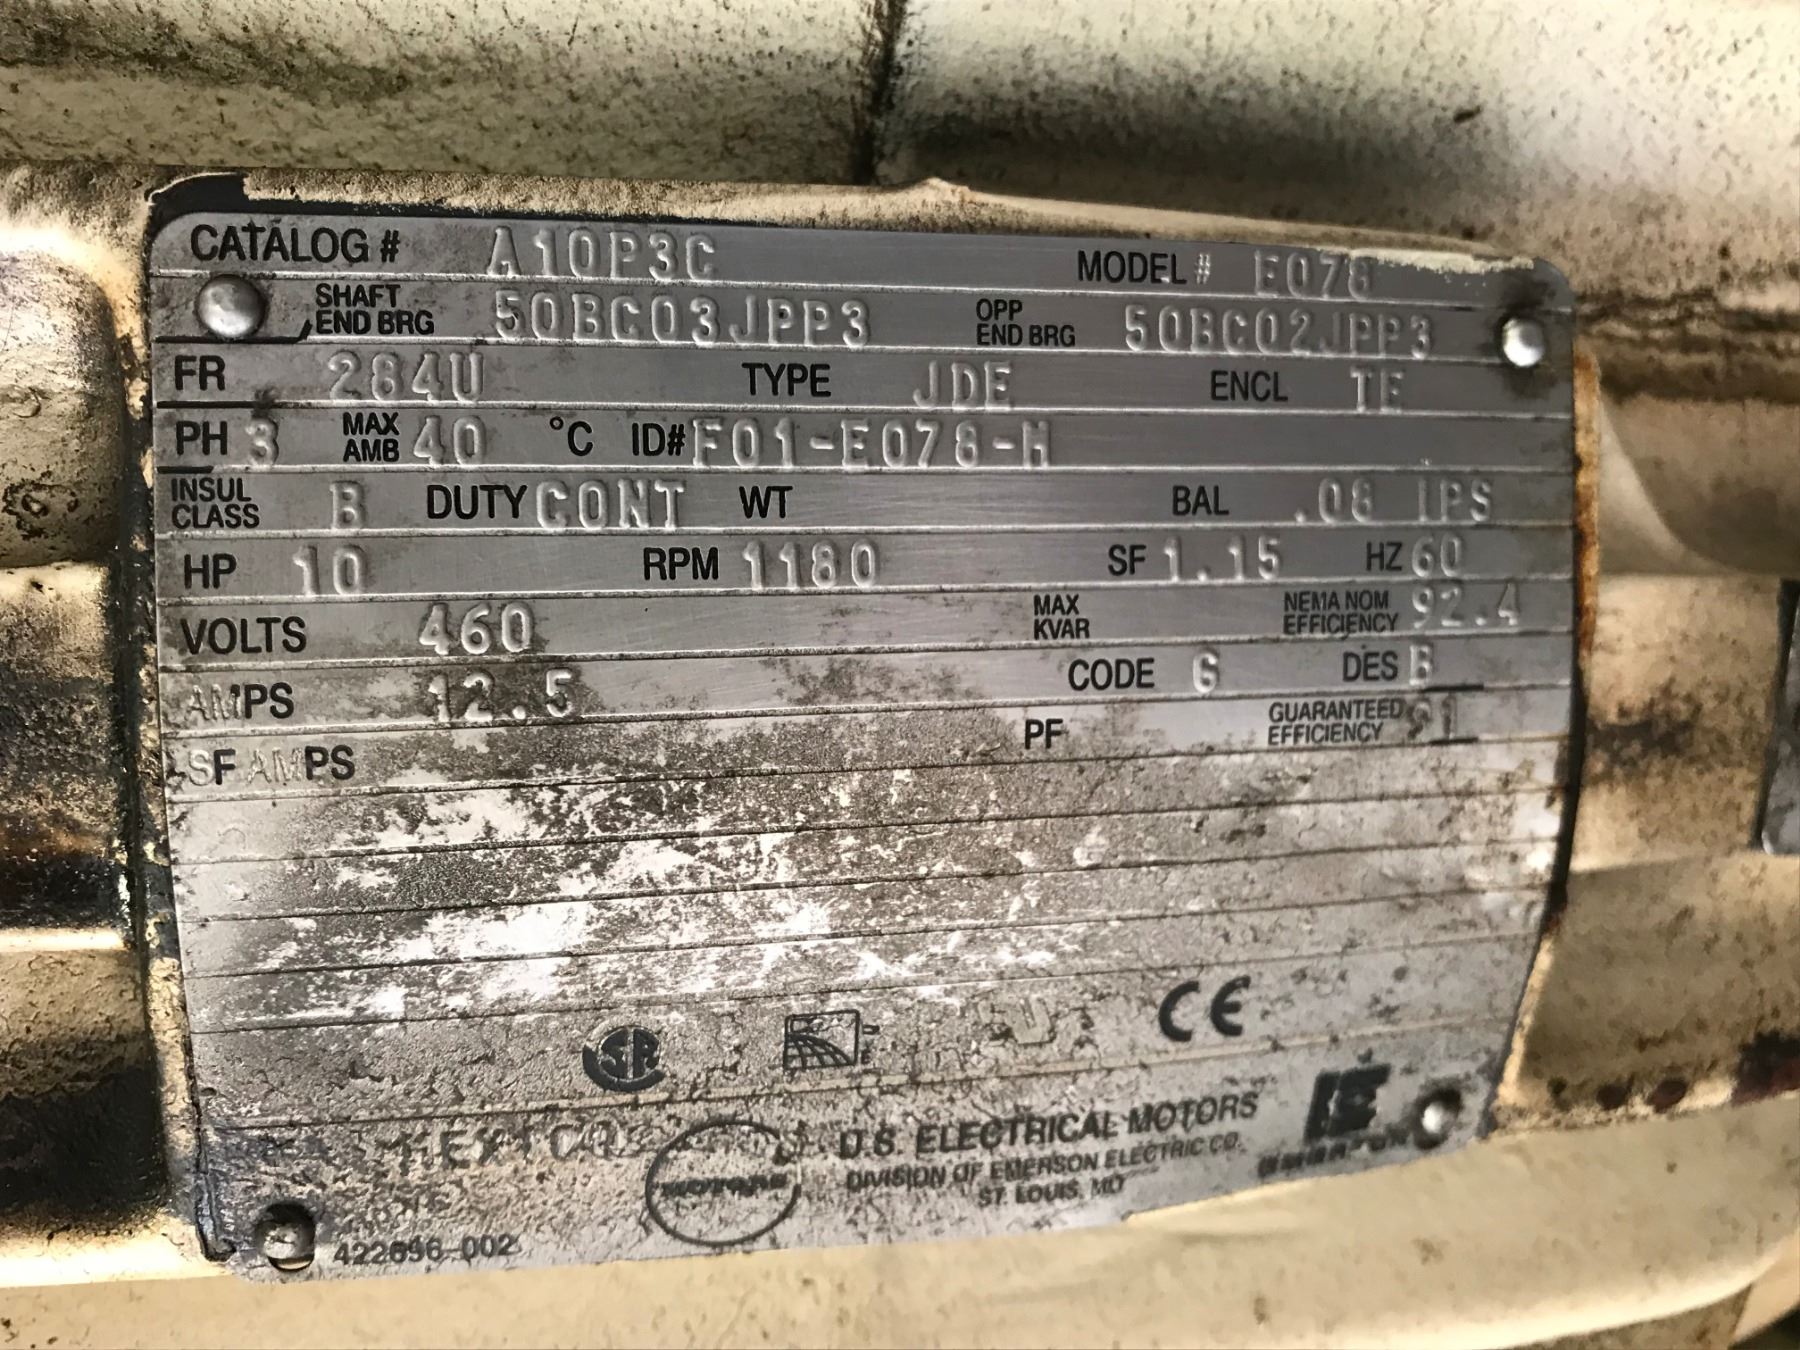 CATALOG # A10P3C MODEL # E078
SHAFT END BRG 50BC03JPP3 OPP END BRG 50BC02JPP3
FR 284U TYPE JDE ENCL TE
PH 3 MAX AMB 40 °C ID# F01-E078-M
INSUL CLASS B DUTY CONT WT BAL .08 IPS
HP 10 RPM 1180 SF 1.15 HZ 60
VOLTS 460 MAX KVAR NEMA NOM EFFICIENCY 92.4
AMPS 12.5 CODE G DES B
SF AMPS PF GUARANTEED EFFICIENCY 91
CE
U.S. ELECTRICAL MOTORS
DIVISION OF EMERSON ELECTRIC CO.
ST. LOUIS, MO
MOTORS
EMERSON
422696-002